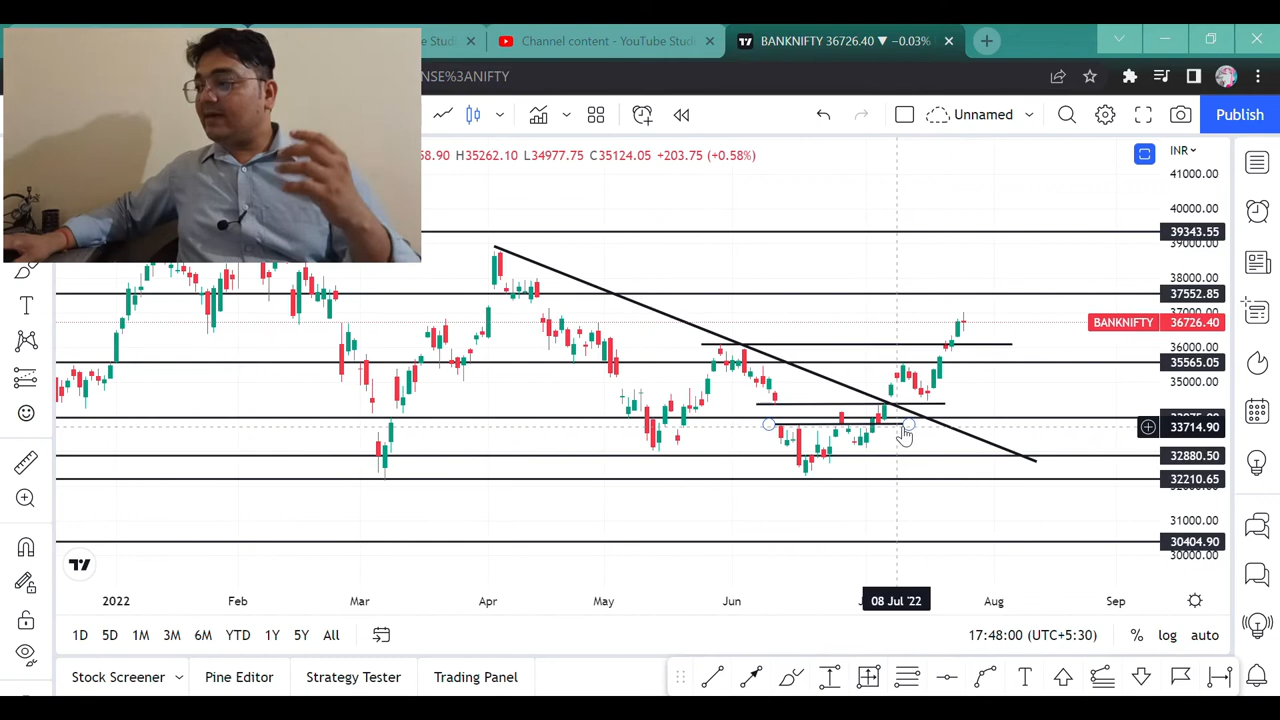 e Stud
Channel content - YouTube Stud
BANKNIFTY 36726.40 ▼ −0.03%
NSE%3ANIFTY
Unnamed
Publish
58.90 H35262.10 L34977.75 C35124.05 +203.75 (+0.58%)
INR
41000.00
40000.00
39343.55
39000.00
38000.00
37552.85
37000.00
BANKNIFTY 36726.40
36000.00
35565.05
35000.00
33714.90
32880.50
32210.65
31000.00
30404.90
30000.00
2022 Feb Mar Apr May Jun 08 Jul '22 Aug Sep
1D 5D 1M 3M 6M YTD 1Y 5Y All 17:48:00 (UTC+5:30) % log auto
Stock Screener Pine Editor Strategy Tester Trading Panel